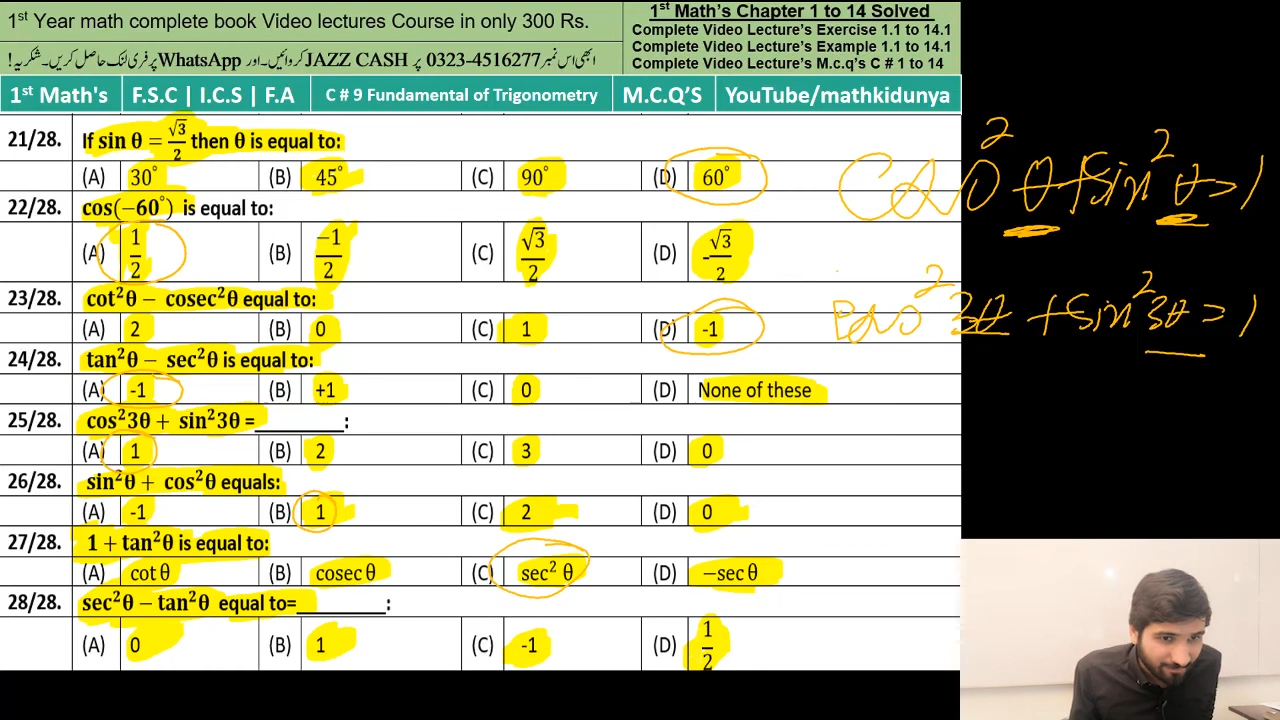 1st Year math complete book Video lectures Course in only 300 Rs.
ابھی اس نمبر 0323-4516277 پر JAZZ CASH کروائیں۔اور WhatsApp پر فری لنک حاصل کریں۔شکریہ!
1st Math's Chapter 1 to 14 Solved
Complete Video Lecture's Exercise 1.1 to 14.1
Complete Video Lecture's Example 1.1 to 14.1
Complete Video Lecture's M.c.q's C # 1 to 14
1st Math's F.S.C | I.C.S | F.A C # 9 Fundamental of Trigonometry M.C.Q'S YouTube/mathkidunya
21/28. If sin θ = √3/2 then θ is equal to:
(A) 30° (B) 45° (C) 90° (D) 60°
22/28. cos(−60°) is equal to:
(A) 1/2 (B) −1/2 (C) √3/2 (D) -√3/2
23/28. cot²θ − cosec²θ equal to:
(A) 2 (B) 0 (C) 1 (D) -1
24/28. tan²θ − sec²θ is equal to:
(A) -1 (B) +1 (C) 0 (D) None of these
25/28. cos²3θ + sin²3θ =________:
(A) 1 (B) 2 (C) 3 (D) 0
26/28. sin²θ + cos²θ equals:
(A) -1 (B) 1 (C) 2 (D) 0
27/28. 1 + tan²θ is equal to:
(A) cot θ (B) cosec θ (C) sec² θ (D) −sec θ
28/28. sec²θ − tan²θ equal to=________:
(A) 0 (B) 1 (C) -1 (D) 1/2
Cos²θ + Sin²θ = 1
3θ + Sin²3θ = 1